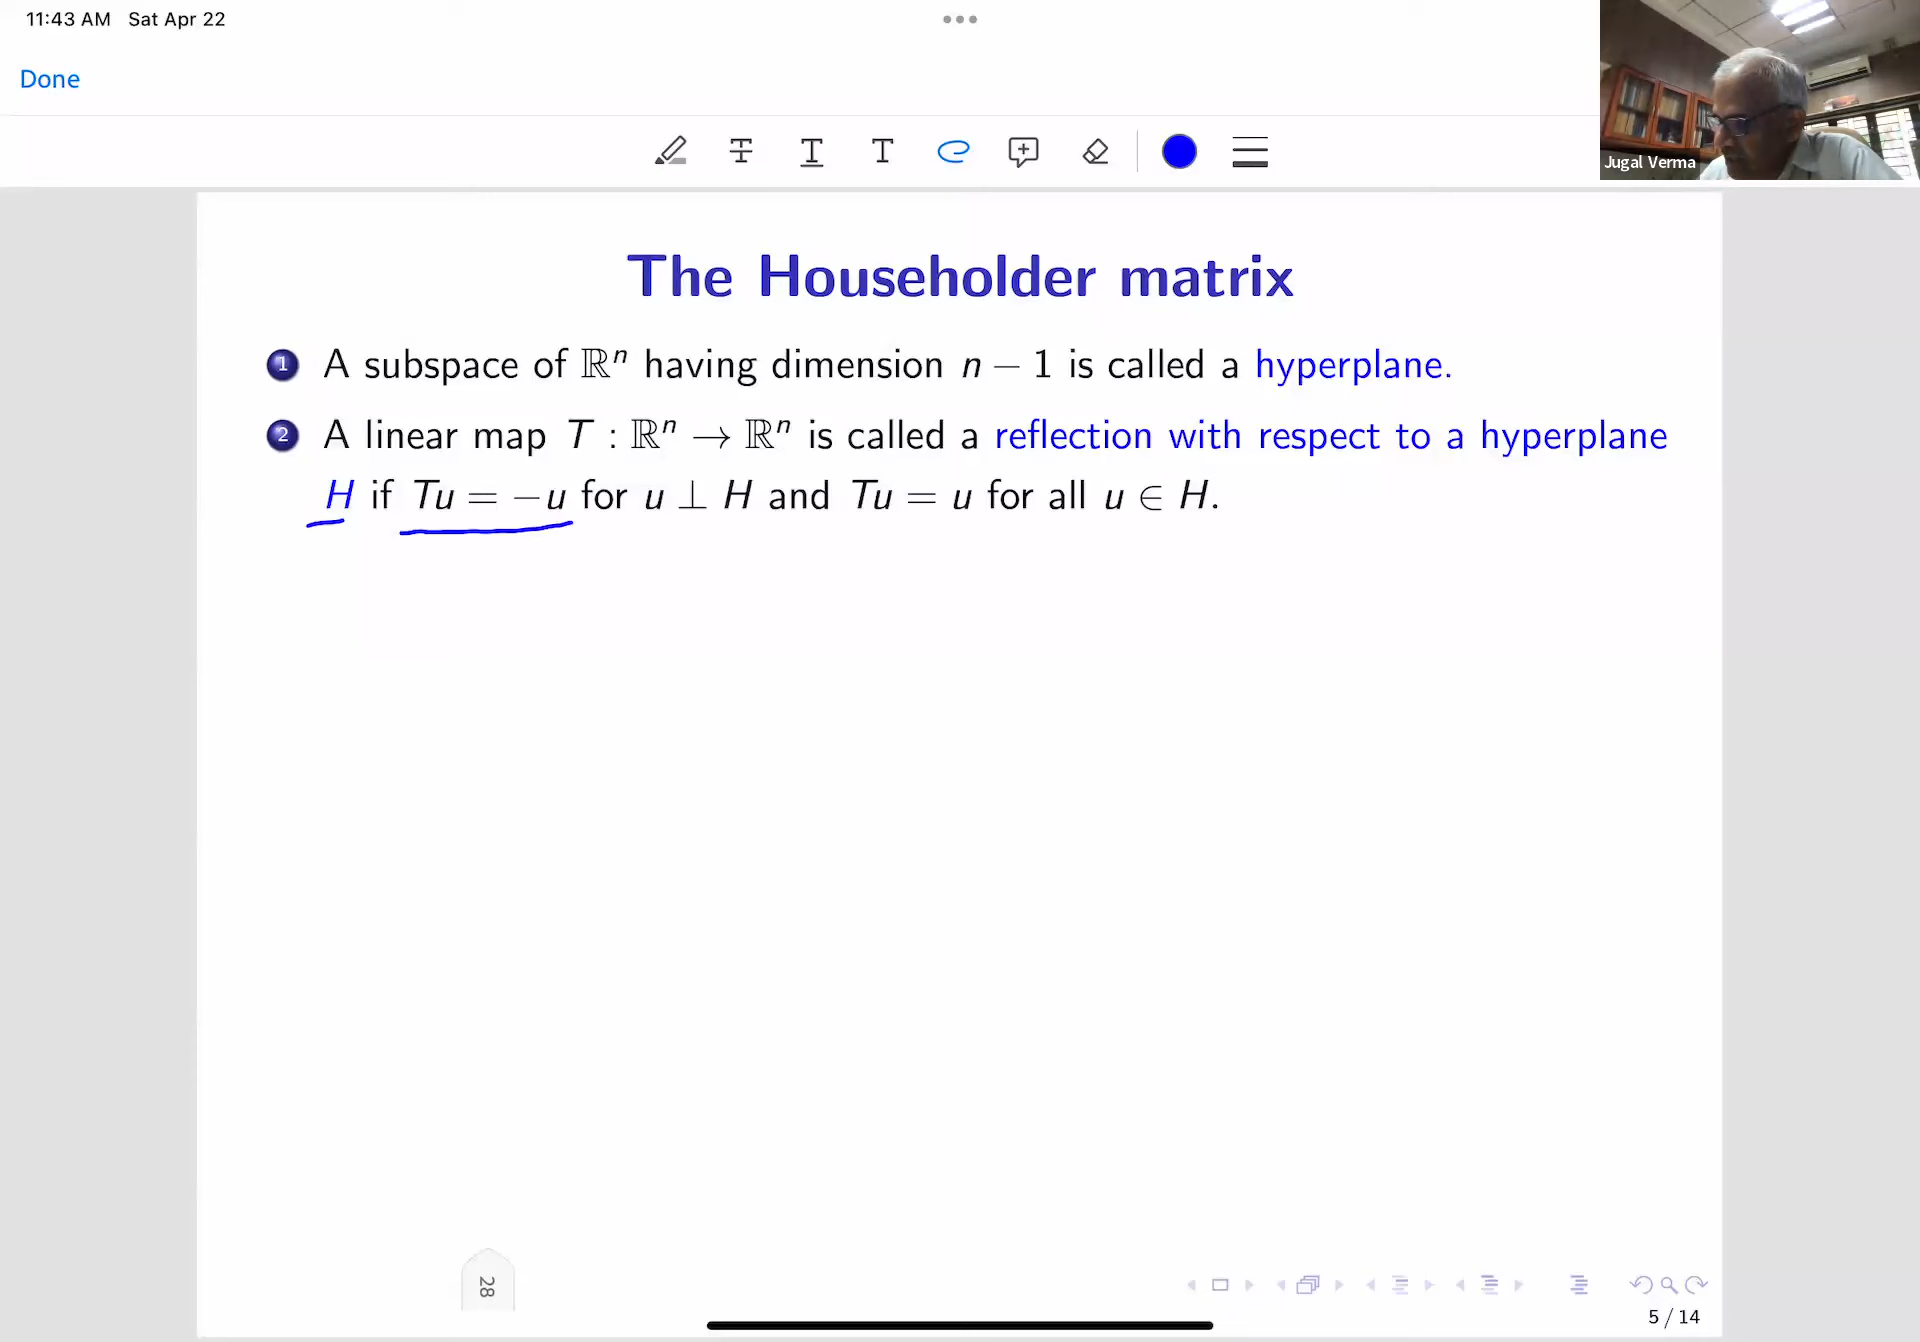 11:43 AM Sat Apr 22
Done
T T T
Jugal Verma
The Householder matrix
1 A subspace of ℝⁿ having dimension n − 1 is called a hyperplane.
2 A linear map T : ℝⁿ → ℝⁿ is called a reflection with respect to a hyperplane
H if Tu = −u for u ⊥ H and Tu = u for all u ∈ H.
28
5 / 14